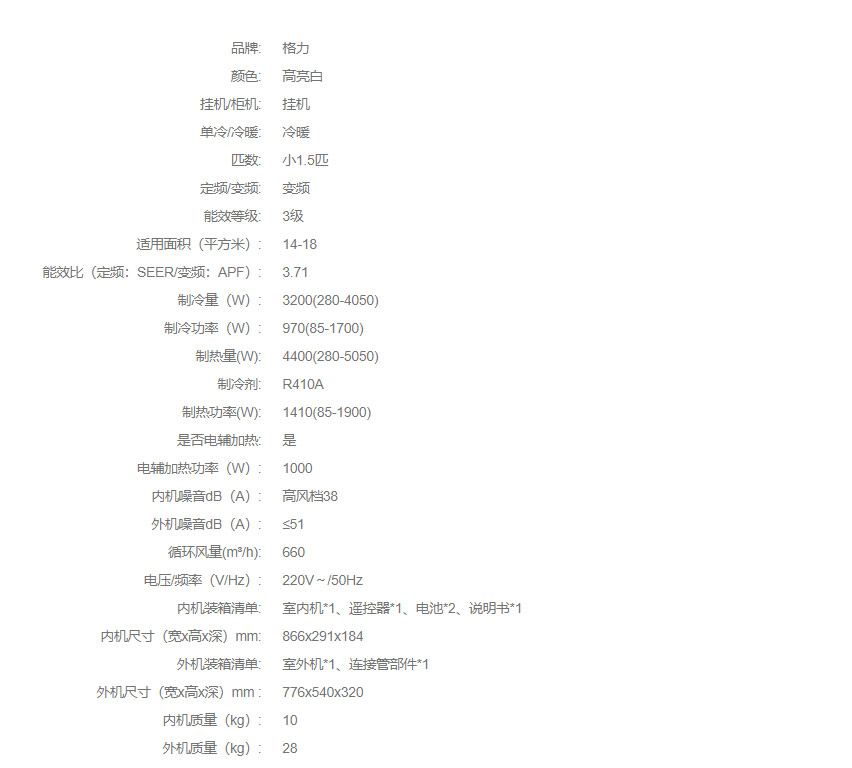 品牌: 格力
颜色: 高亮白
挂机/柜机: 挂机
单冷/冷暖: 冷暖
匹数: 小1.5匹
定频/变频: 变频
能效等级: 3级
适用面积（平方米）: 14-18
能效比（定频：SEER/变频：APF）: 3.71
制冷量（W）: 3200(280-4050)
制冷功率（W）: 970(85-1700)
制热量(W): 4400(280-5050)
制冷剂: R410A
制热功率(W): 1410(85-1900)
是否电辅加热: 是
电辅加热功率（W）: 1000
内机噪音dB（A）: 高风档38
外机噪音dB（A）: ≤51
循环风量(m³/h): 660
电压/频率（V/Hz）: 220V～/50Hz
内机装箱清单: 室内机*1、遥控器*1、电池*2、说明书*1
内机尺寸（宽x高x深）mm: 866x291x184
外机装箱清单: 室外机*1、连接管部件*1
外机尺寸（宽x高x深）mm : 776x540x320
内机质量（kg）: 10
外机质量（kg）: 28